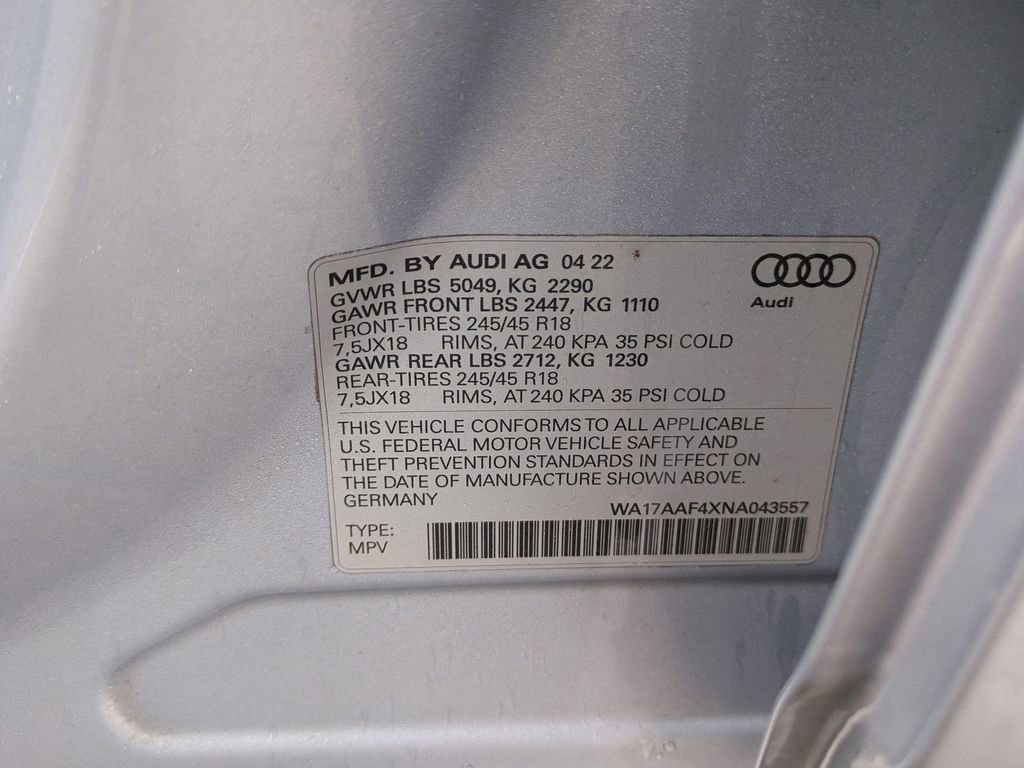 MFD. BY AUDI AG 04 22
GVWR LBS 5049, KG 2290
GAWR FRONT LBS 2447, KG 1110
FRONT-TIRES 245/45 R18
7,5JX18 RIMS, AT 240 KPA 35 PSI COLD
GAWR REAR LBS 2712, KG 1230
REAR-TIRES 245/45 R18
7,5JX18 RIMS, AT 240 KPA 35 PSI COLD
Audi
THIS VEHICLE CONFORMS TO ALL APPLICABLE
U.S. FEDERAL MOTOR VEHICLE SAFETY AND
THEFT PREVENTION STANDARDS IN EFFECT ON
THE DATE OF MANUFACTURE SHOWN ABOVE.
GERMANY
WA17AAF4XNA043557
TYPE:
MPV